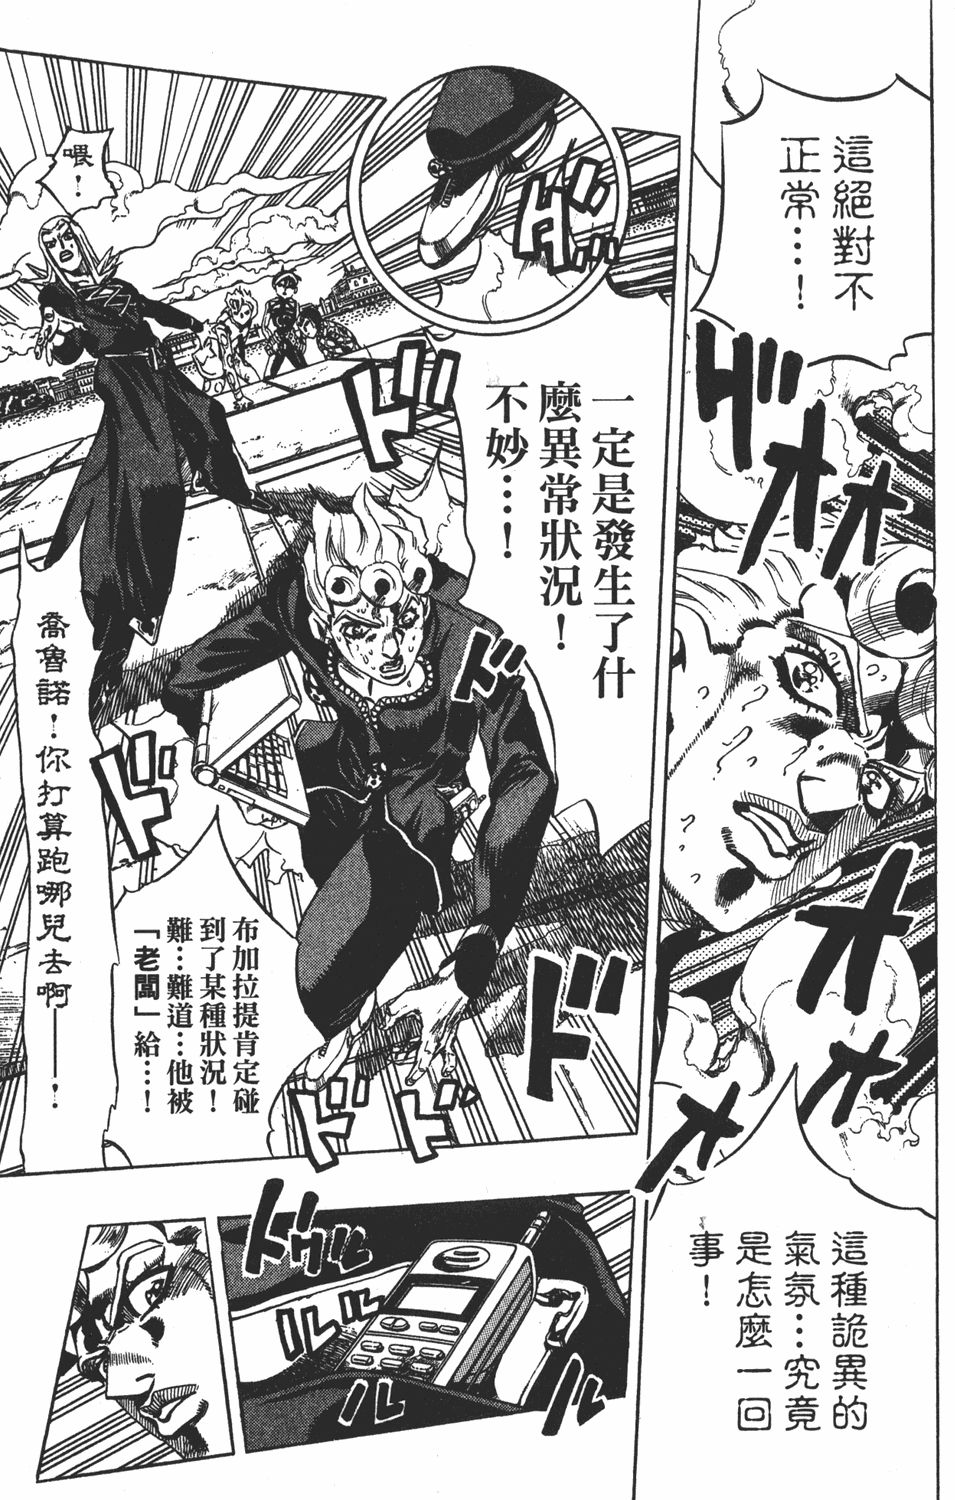 這絕對不
正常…！
ドオオ
這種詭異的
氣氛…究竟
是怎麼一回
事！
オオオ
ドド
一定是發生了什
麼異常狀況！
不妙…！
ド
ド
喂！
喬魯諾！你打算跑哪兒去啊——！
布加拉提肯定碰
到了某種狀況！
難…難道…他被
「老闆」給…！
ド
ド
ドド
ドゥル
ルルルル